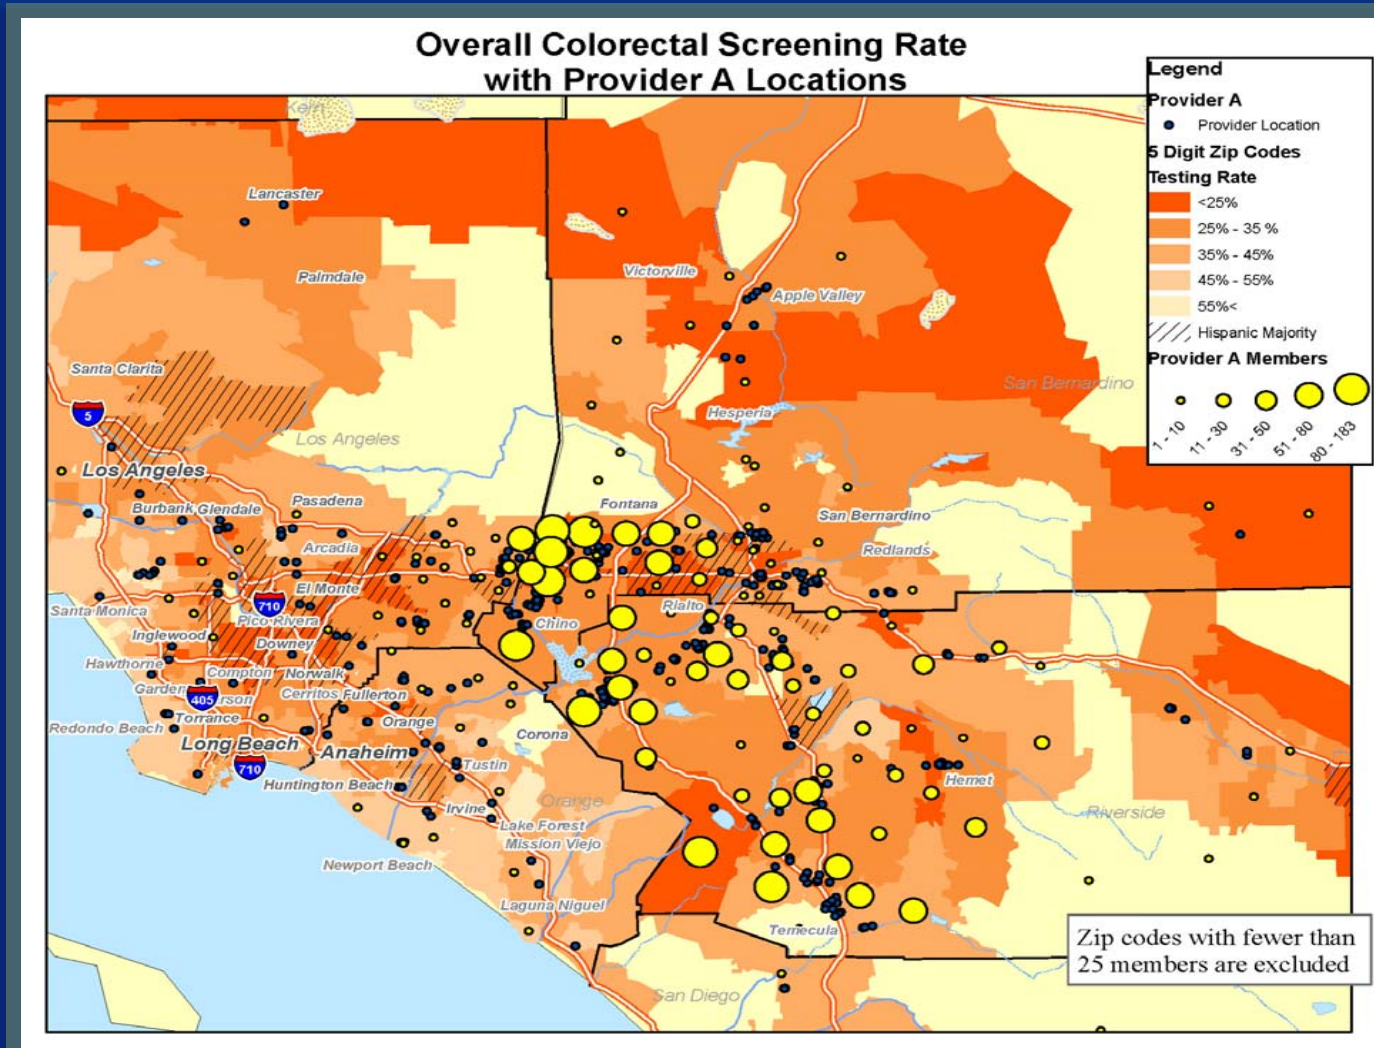 Overall Colorectal Screening Rate
with Provider A Locations
Legend
Provider A
Provider Location
5 Digit Zip Codes
Testing Rate
<25%
25% - 35 %
35% - 45%
45% - 55%
55%<
Hispanic Majority
Provider A Members
1 - 10
11 - 30
31 - 50
51 - 80
80 - 183
Kern
Lancaster
Palmdale
Victorville
Apple Valley
Santa Clarita
San Bernardino
Hesperia
5
Los Angeles
Los Angeles
Pasadena
Fontana
Burbank
Glendale
San Bernardino
Arcadia
Redlands
El Monte
710
Santa Monica
Rialto
Pico Rivera
Chino
Inglewood
Downey
Hawthorne
Compton
Norwalk
Garden
405
rson
Cerritos
Fullerton
Redondo Beach
Torrance
Orange
Corona
Long Beach
Anaheim
710
Tustin
Huntington Beach
Hemet
Orange
Irvine
Riverside
Lake Forest
Mission Viejo
Newport Beach
Laguna Niguel
Temecula
Zip codes with fewer than
25 members are excluded
San Diego